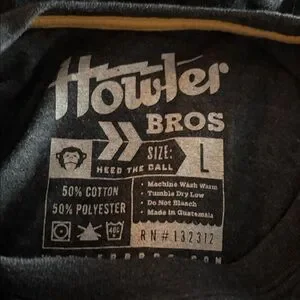 Howler
BROS
SIZE: L
HEED THE CALL
50% COTTON
50% POLYESTER
• Machine Wash Warm
• Tumble Dry Low
• Do Not Bleach
• Made in Guatemala
RN# 132312